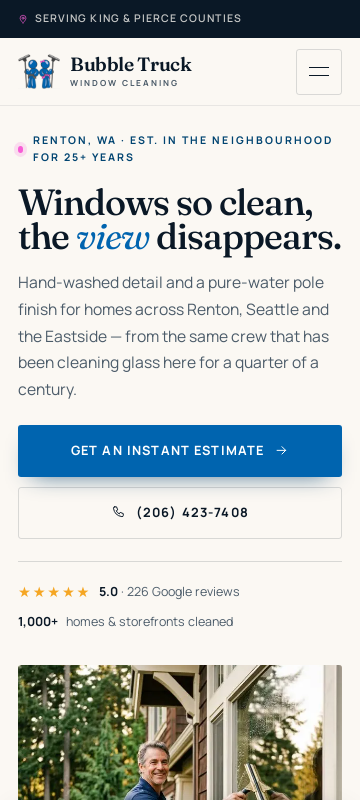 SERVING KING & PIERCE COUNTIES
Bubble Truck
WINDOW CLEANING
RENTON, WA · EST. IN THE NEIGHBOURHOOD
FOR 25+ YEARS
Windows so clean,
the view disappears.
Hand-washed detail and a pure-water pole
finish for homes across Renton, Seattle and
the Eastside — from the same crew that has
been cleaning glass here for a quarter of a
century.
GET AN INSTANT ESTIMATE →
(206) 423-7408
★★★★★ 5.0 · 226 Google reviews
1,000+ homes & storefronts cleaned